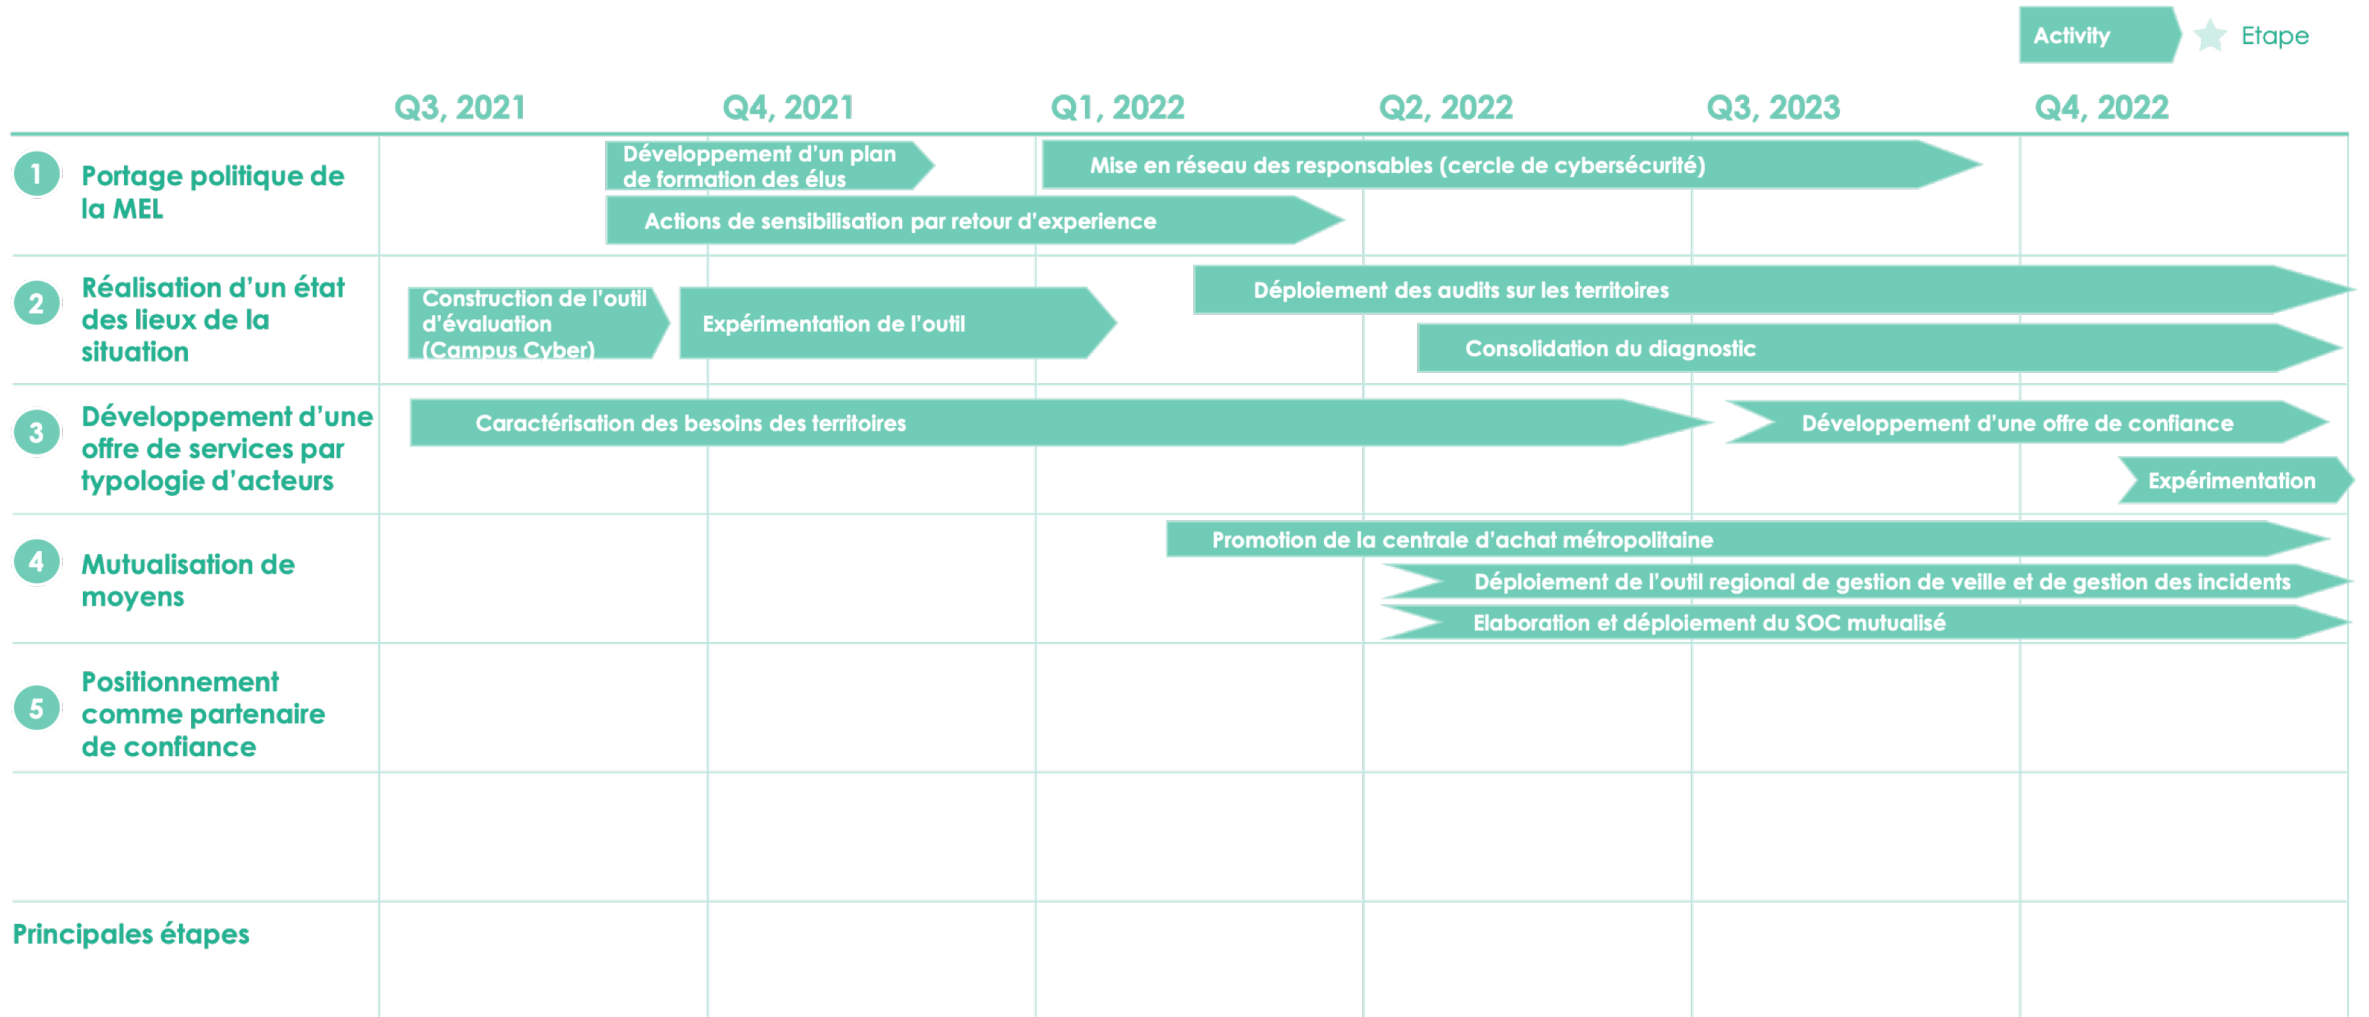 Activity
Etape
Q3, 2021
Q4, 2021
Q1, 2022
Q2, 2022
Q3, 2023
Q4, 2022
1
Portage politique de
la MEL
Développement d'un plan
de formation des élus
Mise en réseau des responsables (cercle de cybersécurité)
Actions de sensibilisation par retour d'experience
2
Réalisation d'un état
des lieux de la
situation
Construction de l'outil
d'évaluation
(Campus Cyber)
Expérimentation de l'outil
Déploiement des audits sur les territoires
Consolidation du diagnostic
3
Développement d'une
offre de services par
typologie d'acteurs
Caractérisation des besoins des territoires
Développement d'une offre de confiance
Expérimentation
4
Mutualisation de
moyens
Promotion de la centrale d'achat métropolitaine
Déploiement de l'outil regional de gestion de veille et de gestion des incidents
Elaboration et déploiement du SOC mutualisé
5
Positionnement
comme partenaire
de confiance
Principales étapes